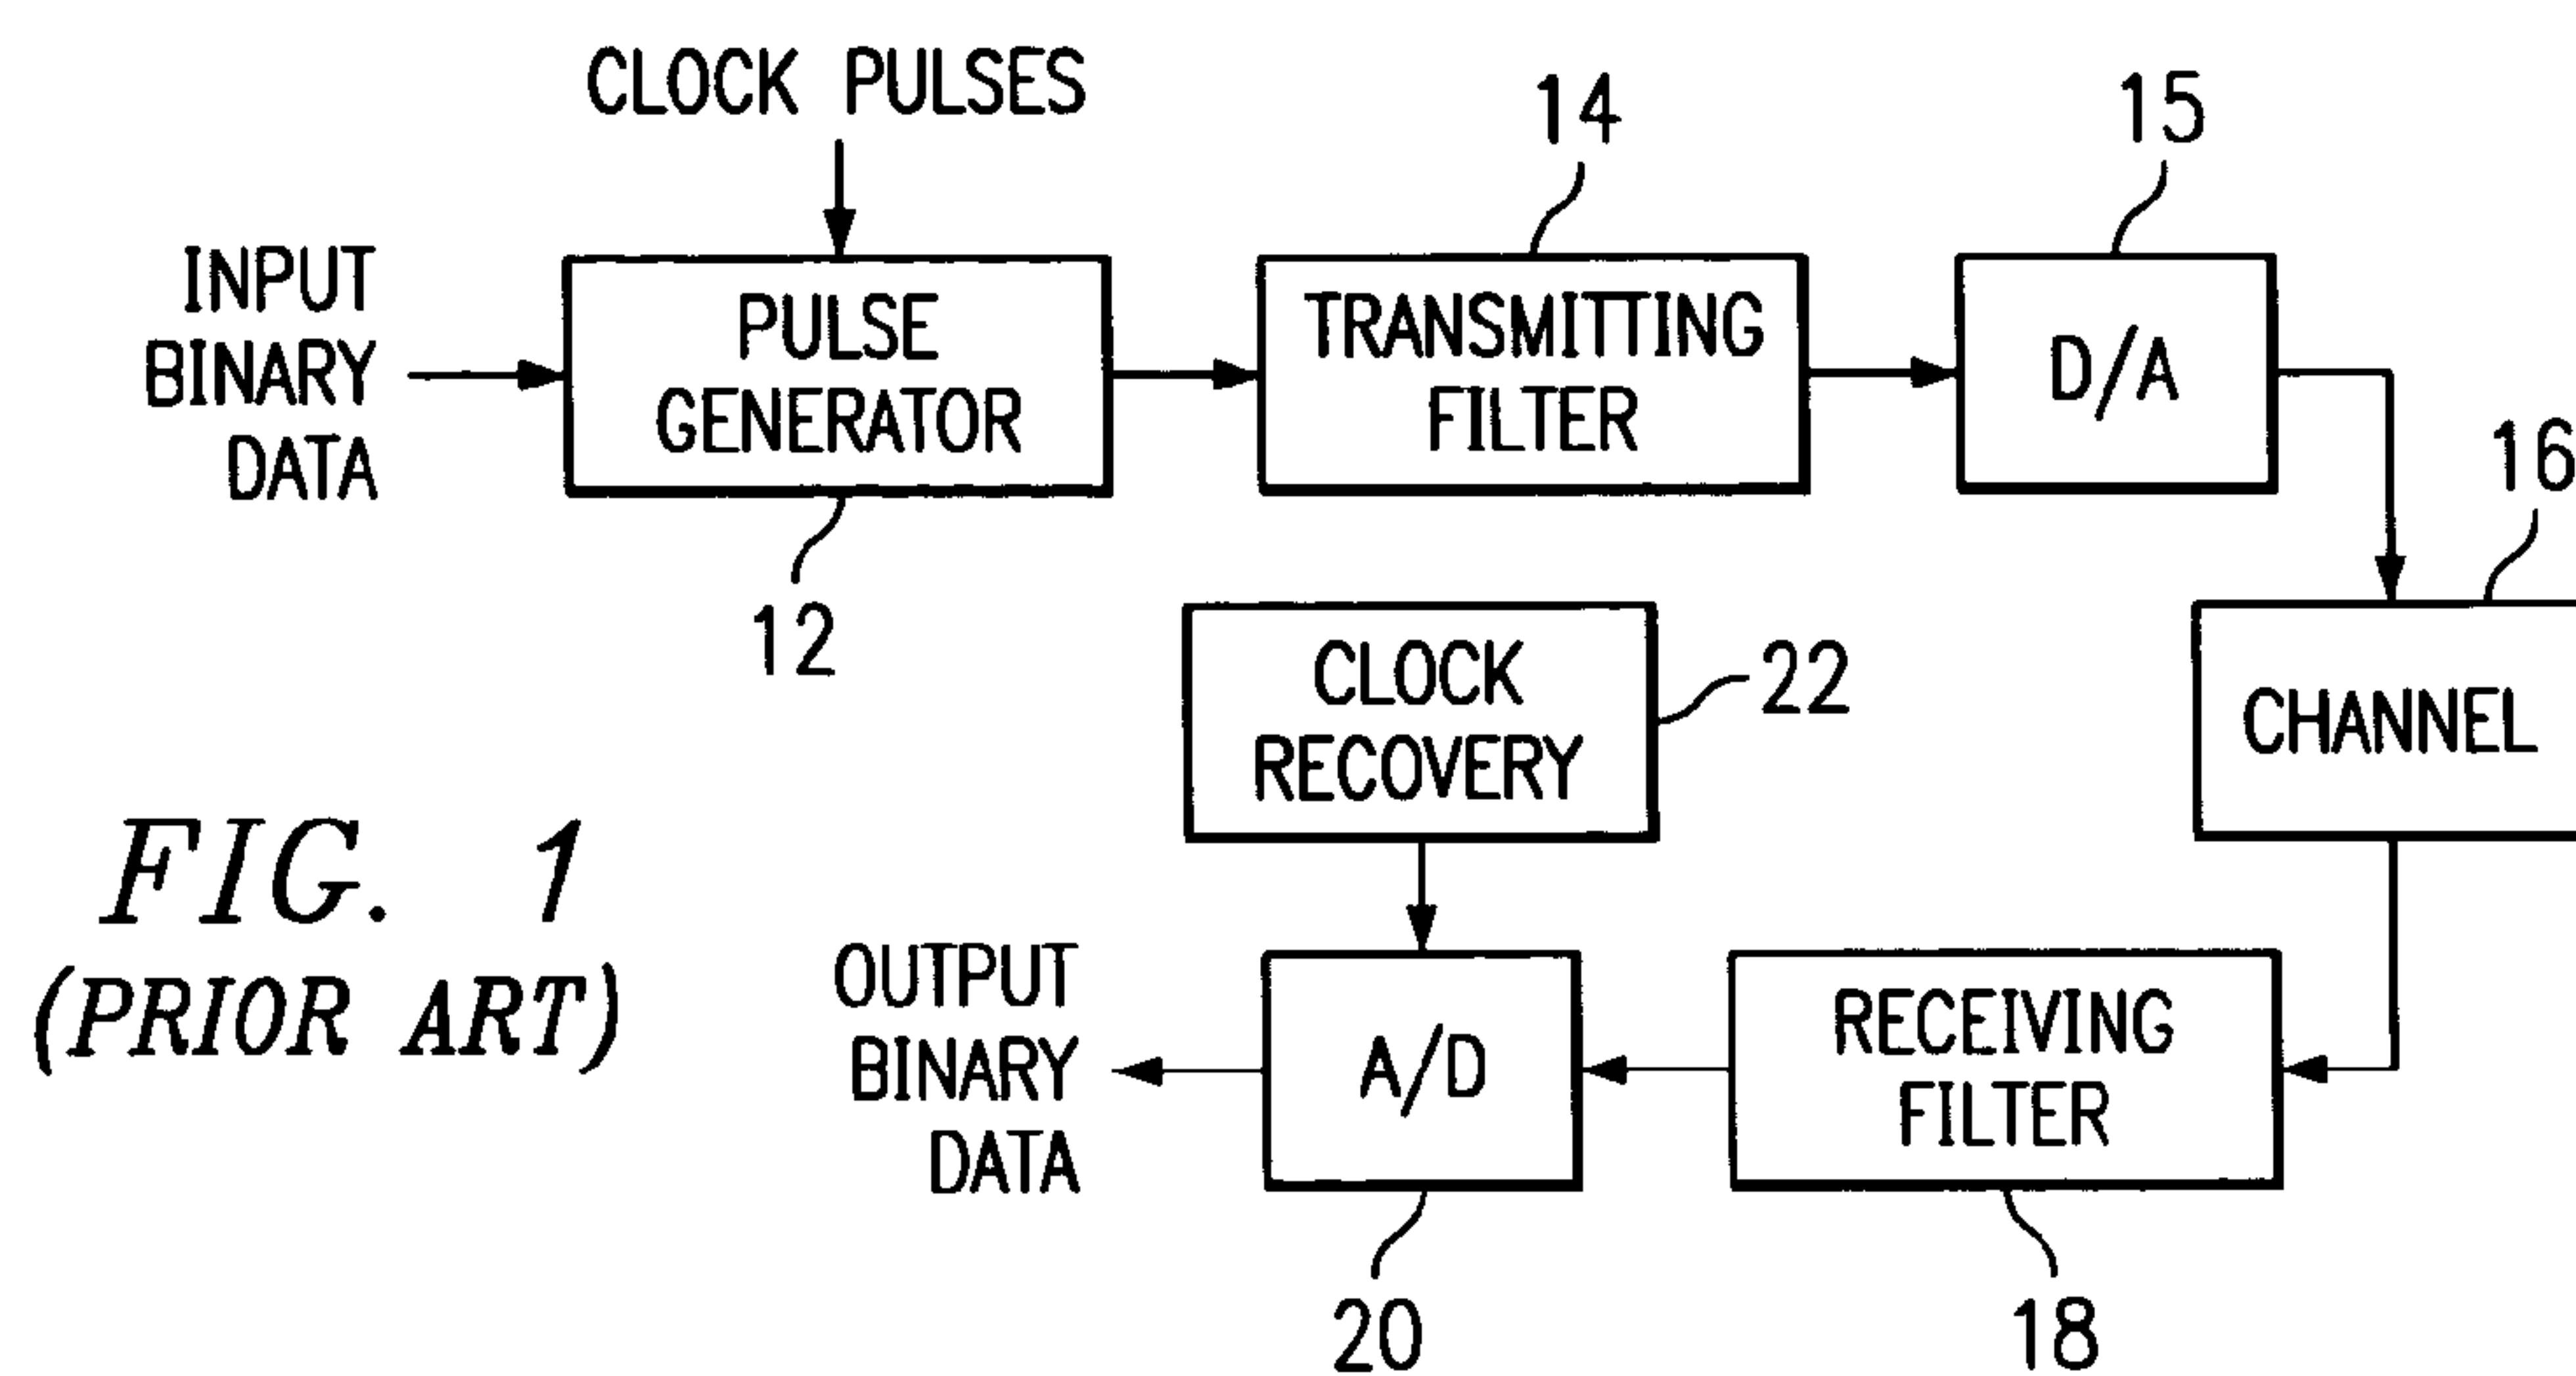 CLOCK PULSES
14
15
INPUT
BINARY
DATA
PULSE
GENERATOR
TRANSMITTING
FILTER
D/A
16
12
CLOCK
RECOVERY
22
CHANNEL
FIG. 1
(PRIOR ART)
OUTPUT
BINARY
DATA
A/D
RECEIVING
FILTER
20
18